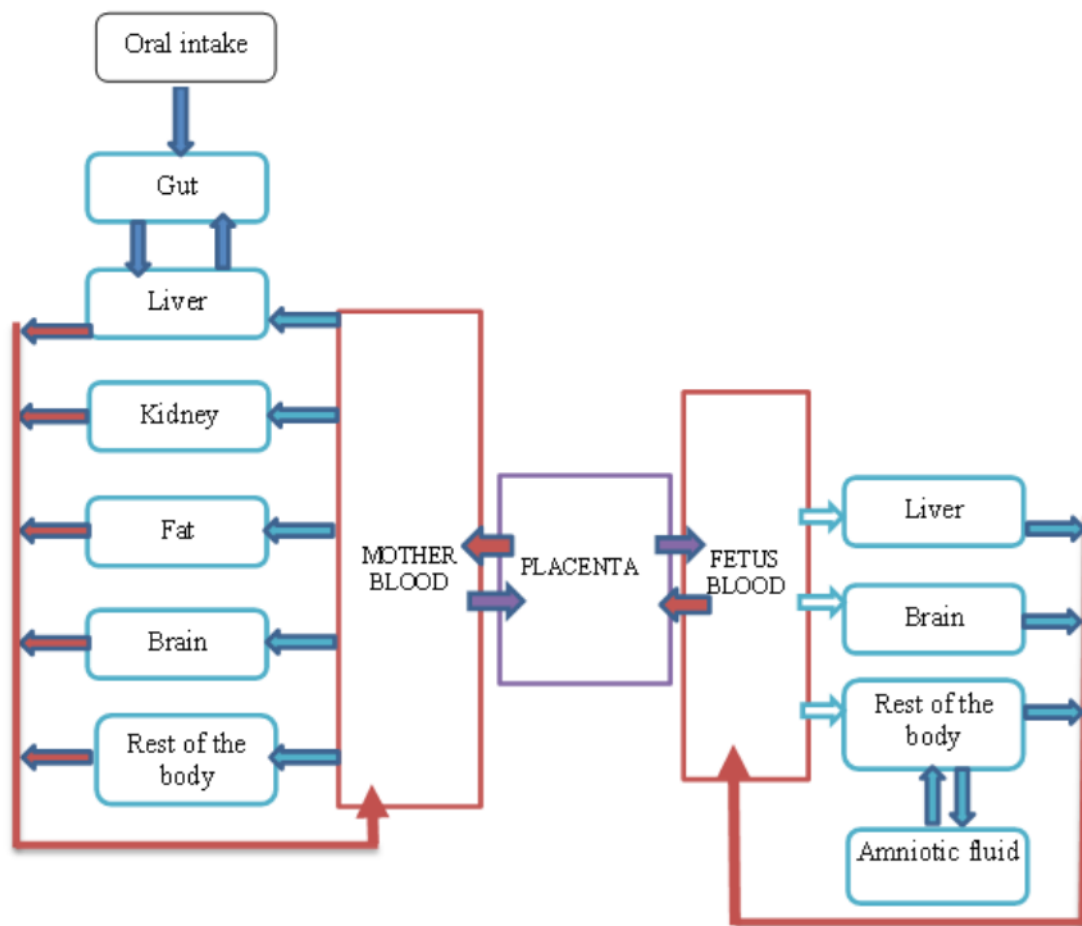 Oral intake
Gut
Liver
Kidney
Fat
Brain
Rest of the
body
MOTHER
BLOOD
PLACENTA
FETUS
BLOOD
Liver
Brain
Rest of the
body
Amniotic fluid